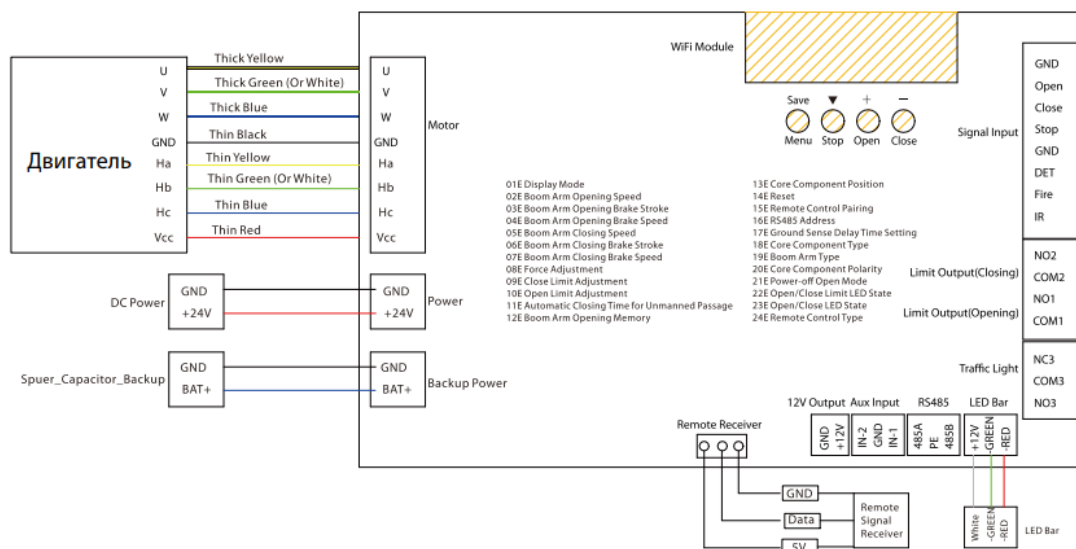 Двигатель
U
V
W
GND
Ha
Hb
Hc
Vcc
Thick Yellow
Thick Green (Or White)
Thick Blue
Thin Black
Thin Yellow
Thin Green (Or White)
Thin Blue
Thin Red
U
V
W
GND
Ha
Hb
Hc
Vcc
Motor
DC Power
GND
+24V
GND
+24V
Power
Spuer_Capacitor_Backup
GND
BAT+
GND
BAT+
Backup Power
WiFi Module
Save
▼
+
−
Menu
Stop
Open
Close
01E Display Mode
02E Boom Arm Opening Speed
03E Boom Arm Opening Brake Stroke
04E Boom Arm Opening Brake Speed
05E Boom Arm Closing Speed
06E Boom Arm Closing Brake Stroke
07E Boom Arm Closing Brake Speed
08E Force Adjustment
09E Close Limit Adjustment
10E Open Limit Adjustment
11E Automatic Closing Time for Unmanned Passage
12E Boom Arm Opening Memory
13E Core Component Position
14E Reset
15E Remote Control Pairing
16E RS485 Address
17E Ground Sense Delay Time Setting
18E Core Component Type
19E Boom Arm Type
20E Core Component Polarity
21E Power-off Open Mode
22E Open/Close Limit LED State
23E Open/Close LED State
24E Remote Control Type
Signal Input
GND
Open
Close
Stop
GND
DET
Fire
IR
Limit Output(Closing)
Limit Output(Opening)
NO2
COM2
NO1
COM1
Traffic Light
NC3
COM3
NO3
12V Output
Aux Input
RS485
LED Bar
GND
+12V
IN-2
GND
IN-1
485A
PE
485B
+12V
-GREEN
-RED
Remote Receiver
GND
Data
5V
Remote
Signal
Receiver
White
-GREEN
-RED
LED Bar